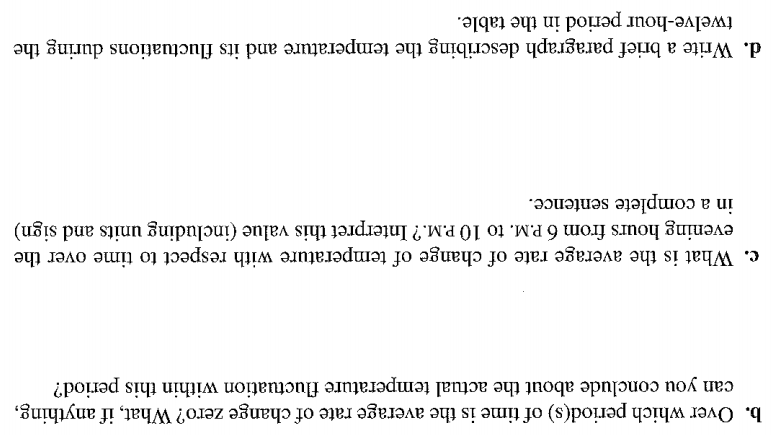 b. Over which period(s) of time is the average rate of change zero? What, if anything,
can you conclude about the actual temperature fluctuation within this period?
c. What is the average rate of change of temperature with respect to time over the
evening hours from 6 P.M. to 10 P.M.? Interpret this value (including units and sign)
in a complete sentence.
d. Write a brief paragraph describing the temperature and its fluctuations during the
twelve-hour period in the table.